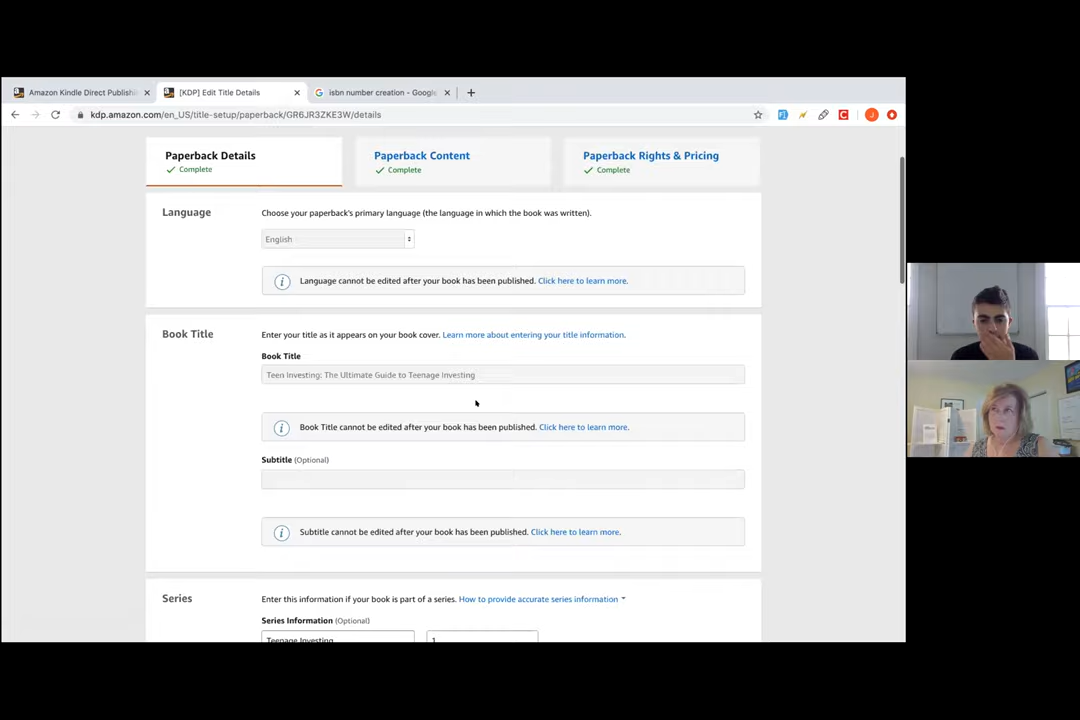 Amazon Kindle Direct Publishi
[KDP] Edit Title Details
isbn number creation - Google
kdp.amazon.com/en_US/title-setup/paperback/GR6JR3ZKE3W/details
Paperback Details
Complete
Paperback Content
Complete
Paperback Rights & Pricing
Complete
Language
Choose your paperback's primary language (the language in which the book was written).
English
Language cannot be edited after your book has been published. Click here to learn more.
Book Title
Enter your title as it appears on your book cover. Learn more about entering your title information.
Book Title
Teen Investing: The Ultimate Guide to Teenage Investing
Book Title cannot be edited after your book has been published. Click here to learn more.
Subtitle (Optional)
Subtitle cannot be edited after your book has been published. Click here to learn more.
Series
Enter this information if your book is part of a series. How to provide accurate series information
Series Information (Optional)
Teenage Investing
1